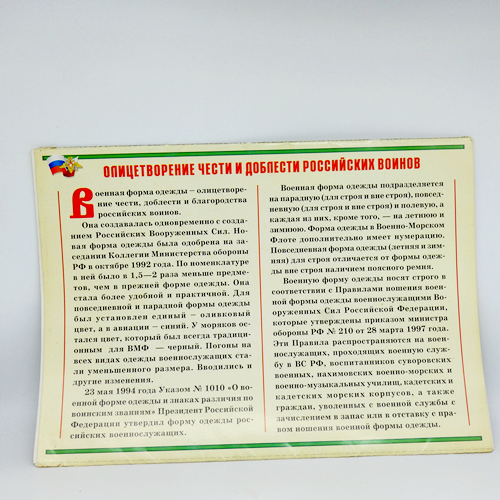 ОЛИЦЕТВОРЕНИЕ ЧЕСТИ И ДОБЛЕСТИ РОССИЙСКИХ ВОИНОВ
Военная форма одежды – олицетворе-
ние чести, доблести и благородства
российских воинов.
Она создавалась одновременно с созда-
нием Российских Вооруженных Сил. Но-
вая форма одежды была одобрена на за-
седании Коллегии Министерства обороны
РФ в октябре 1992 года. По номенклатуре
в ней было в 1,5—2 раза меньше предме-
тов, чем в прежней форме одежды. Она
стала более удобной и практичной. Для
повседневной и парадной формы одежды
был установлен единый – оливковый
цвет, а в авиации – синий. У моряков ос-
тался цвет, который был всегда традици-
онным для ВМФ — черный. Погоны на
всех видах одежды военнослужащих ста-
ли уменьшенного размера. Вводились и
другие изменения.
23 мая 1994 года Указом № 1010 «О во-
енной форме одежды и знаках различия по
воинским званиям» Президент Российской
Федерации утвердил форму одежды рос-
сийских военнослужащих.
Военная форма одежды подразделяется
на парадную (для строя и вне строя), повсед-
невную (для строя и вне строя) и полевую, а
каждая из них, кроме того, — на летнюю и
зимнюю. Форма одежды в Военно-Морском
Флоте дополнительно имеет нумерацию.
Повседневная форма одежды (летняя и зим-
няя) для строя отличается от формы одеж-
ды вне строя наличием поясного ремня.
Военную форму одежды носят строго в
соответствии с Правилами ношения воен-
ной формы одежды военнослужащими Во-
оруженных Сил Российской Федерации,
которые утверждены приказом министра
обороны РФ № 210 от 28 марта 1997 года.
Эти Правила распространяются на воен-
нослужащих, проходящих военную служ-
бу в ВС РФ, воспитанников суворовских
военных, нахимовских военно-морских и
военно-музыкальных училищ, кадетских и
кадетских морских корпусов, а также
граждан, уволенных с военной службы с
зачислением в запас или в отставку с пра-
вом ношения военной формы одежды.